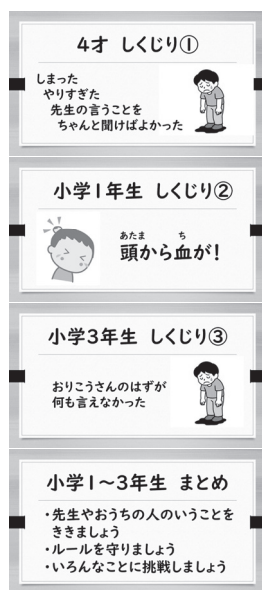 4才 しくじり①
しまった
やりすぎた
先生の言うことを
ちゃんと聞けばよかった
小学1年生 しくじり②
あたま ち
頭から血が！
小学3年生 しくじり③
おりこうさんのはずが
何も言えなかった
小学1～3年生 まとめ
・先生やおうちの人のいうことを
ききましょう
・ルールを守りましょう
・いろんなことに挑戦しましょう